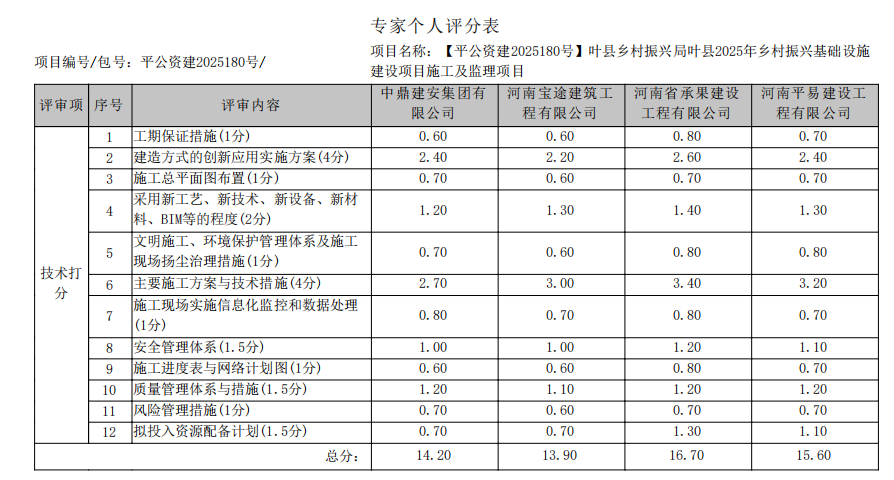 专家个人评分表
项目编号/包号: 平公资建2025180号/
项目名称: 【平公资建2025180号】叶县乡村振兴局叶县2025年乡村振兴基础设施
建设项目施工及监理项目
评审项 序号 评审内容 中鼎建安集团有限公司 河南宝途建筑工程有限公司 河南省承果建设工程有限公司 河南平易建设工程有限公司
技术打分
1 工期保证措施(1分) 0.60 0.60 0.80 0.70
2 建造方式的创新应用实施方案(4分) 2.40 2.20 2.60 2.40
3 施工总平面图布置(1分) 0.70 0.60 0.70 0.70
4 采用新工艺、新技术、新设备、新材
料、BIM等的程度(2分) 1.20 1.30 1.40 1.30
5 文明施工、环境保护管理体系及施工
现场扬尘治理措施(1分) 0.70 0.60 0.80 0.80
6 主要施工方案与技术措施(4分) 2.70 3.00 3.40 3.20
7 施工现场实施信息化监控和数据处理
(1分) 0.80 0.70 0.80 0.70
8 安全管理体系(1.5分) 1.00 1.00 1.20 1.10
9 施工进度表与网络计划图(1分) 0.60 0.60 0.80 0.70
10 质量管理体系与措施(1.5分) 1.20 1.10 1.20 1.20
11 风险管理措施(1分) 0.70 0.60 0.70 0.70
12 拟投入资源配备计划(1.5分) 0.70 0.70 1.30 1.10
总分: 14.20 13.90 16.70 15.60